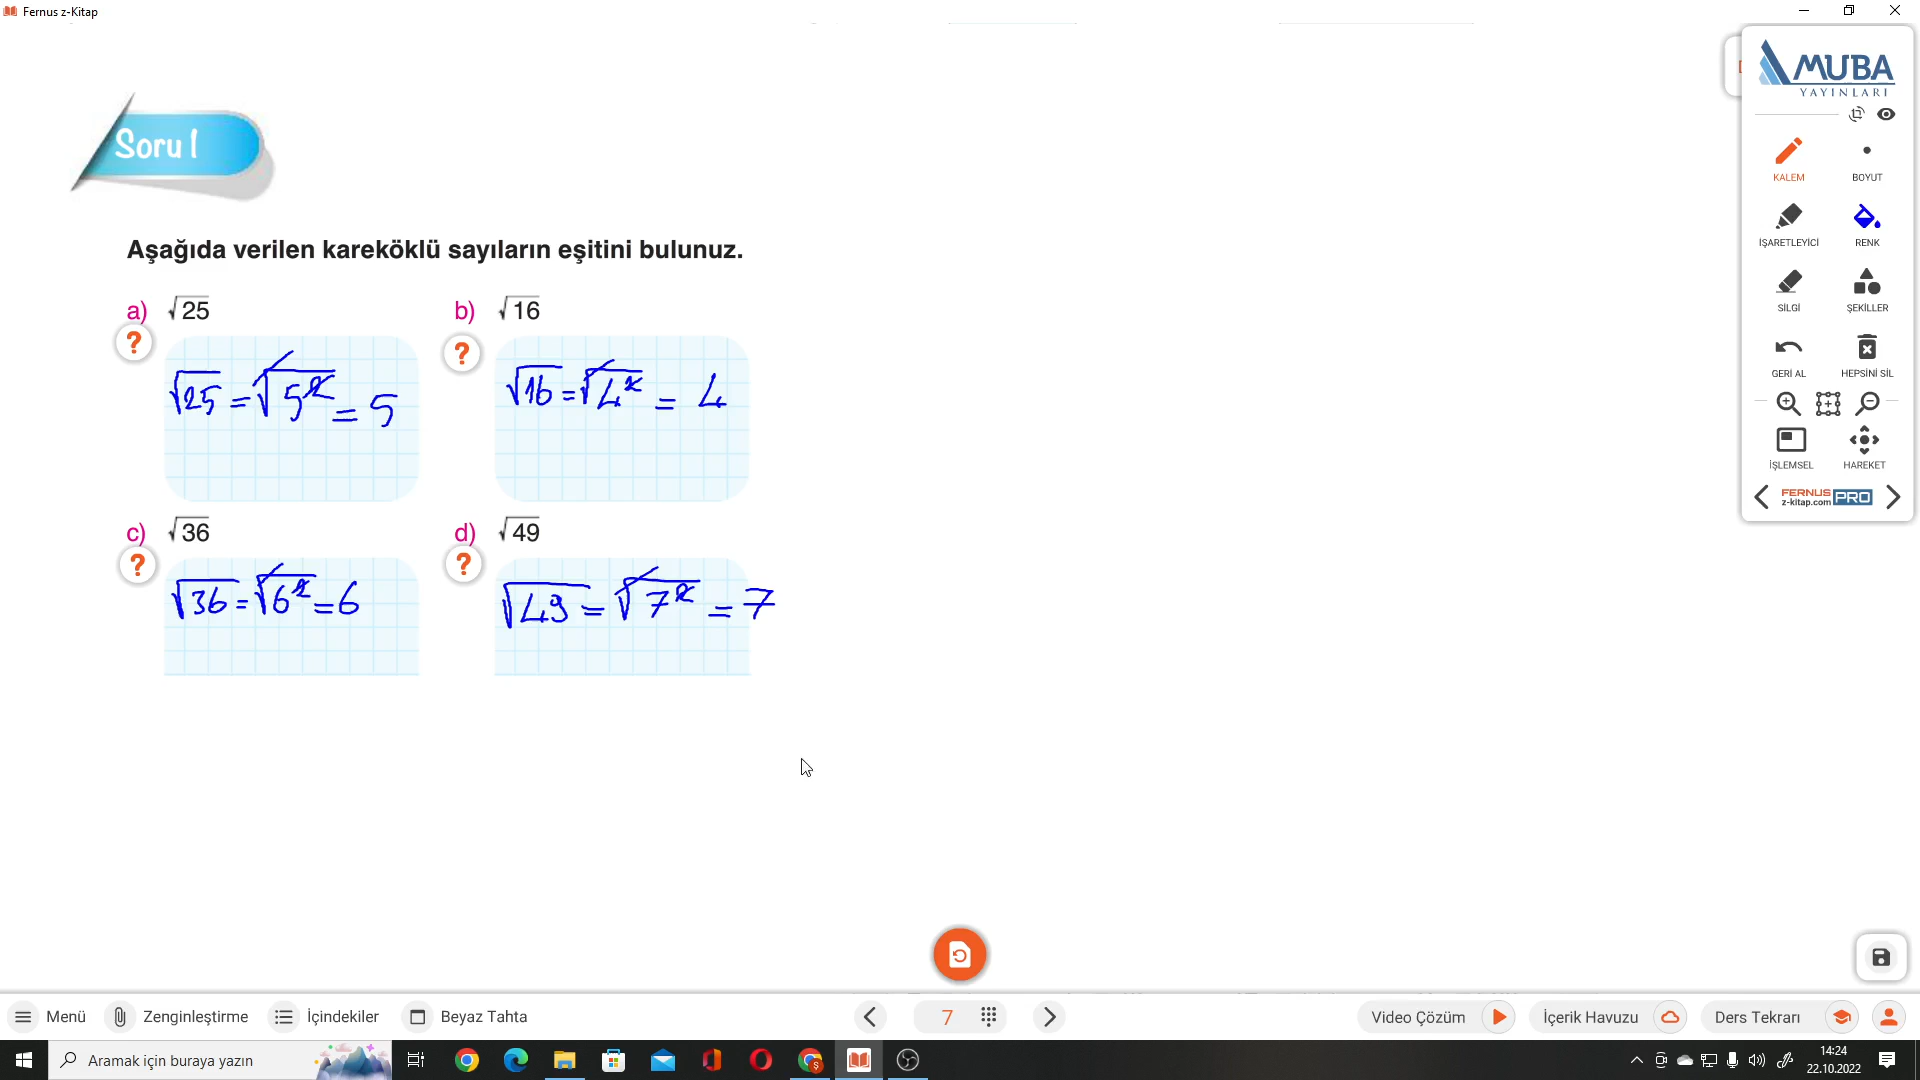 Fernus z-Kitap
MUBA
YAYINLARI
Soru 1
KALEM
BOYUT
Aşağıda verilen kareköklü sayıların eşitini bulunuz.
İŞARETLEYİCİ
RENK
a) √25
b) √16
SİLGİ
ŞEKİLLER
?
?
√25 = √5² = 5
√16 = √4² = 4
GERİ AL
HEPSİNİ SİL
İŞLEMSEL
HAREKET
FERNUS
z-kitap.com PRO
c) √36
d) √49
?
?
√36 = √6² = 6
√49 = √7² = 7
Menü
Zenginleştirme
İçindekiler
Beyaz Tahta
7
Video Çözüm
İçerik Havuzu
Ders Tekrarı
Aramak için buraya yazın
14:24
22.10.2022